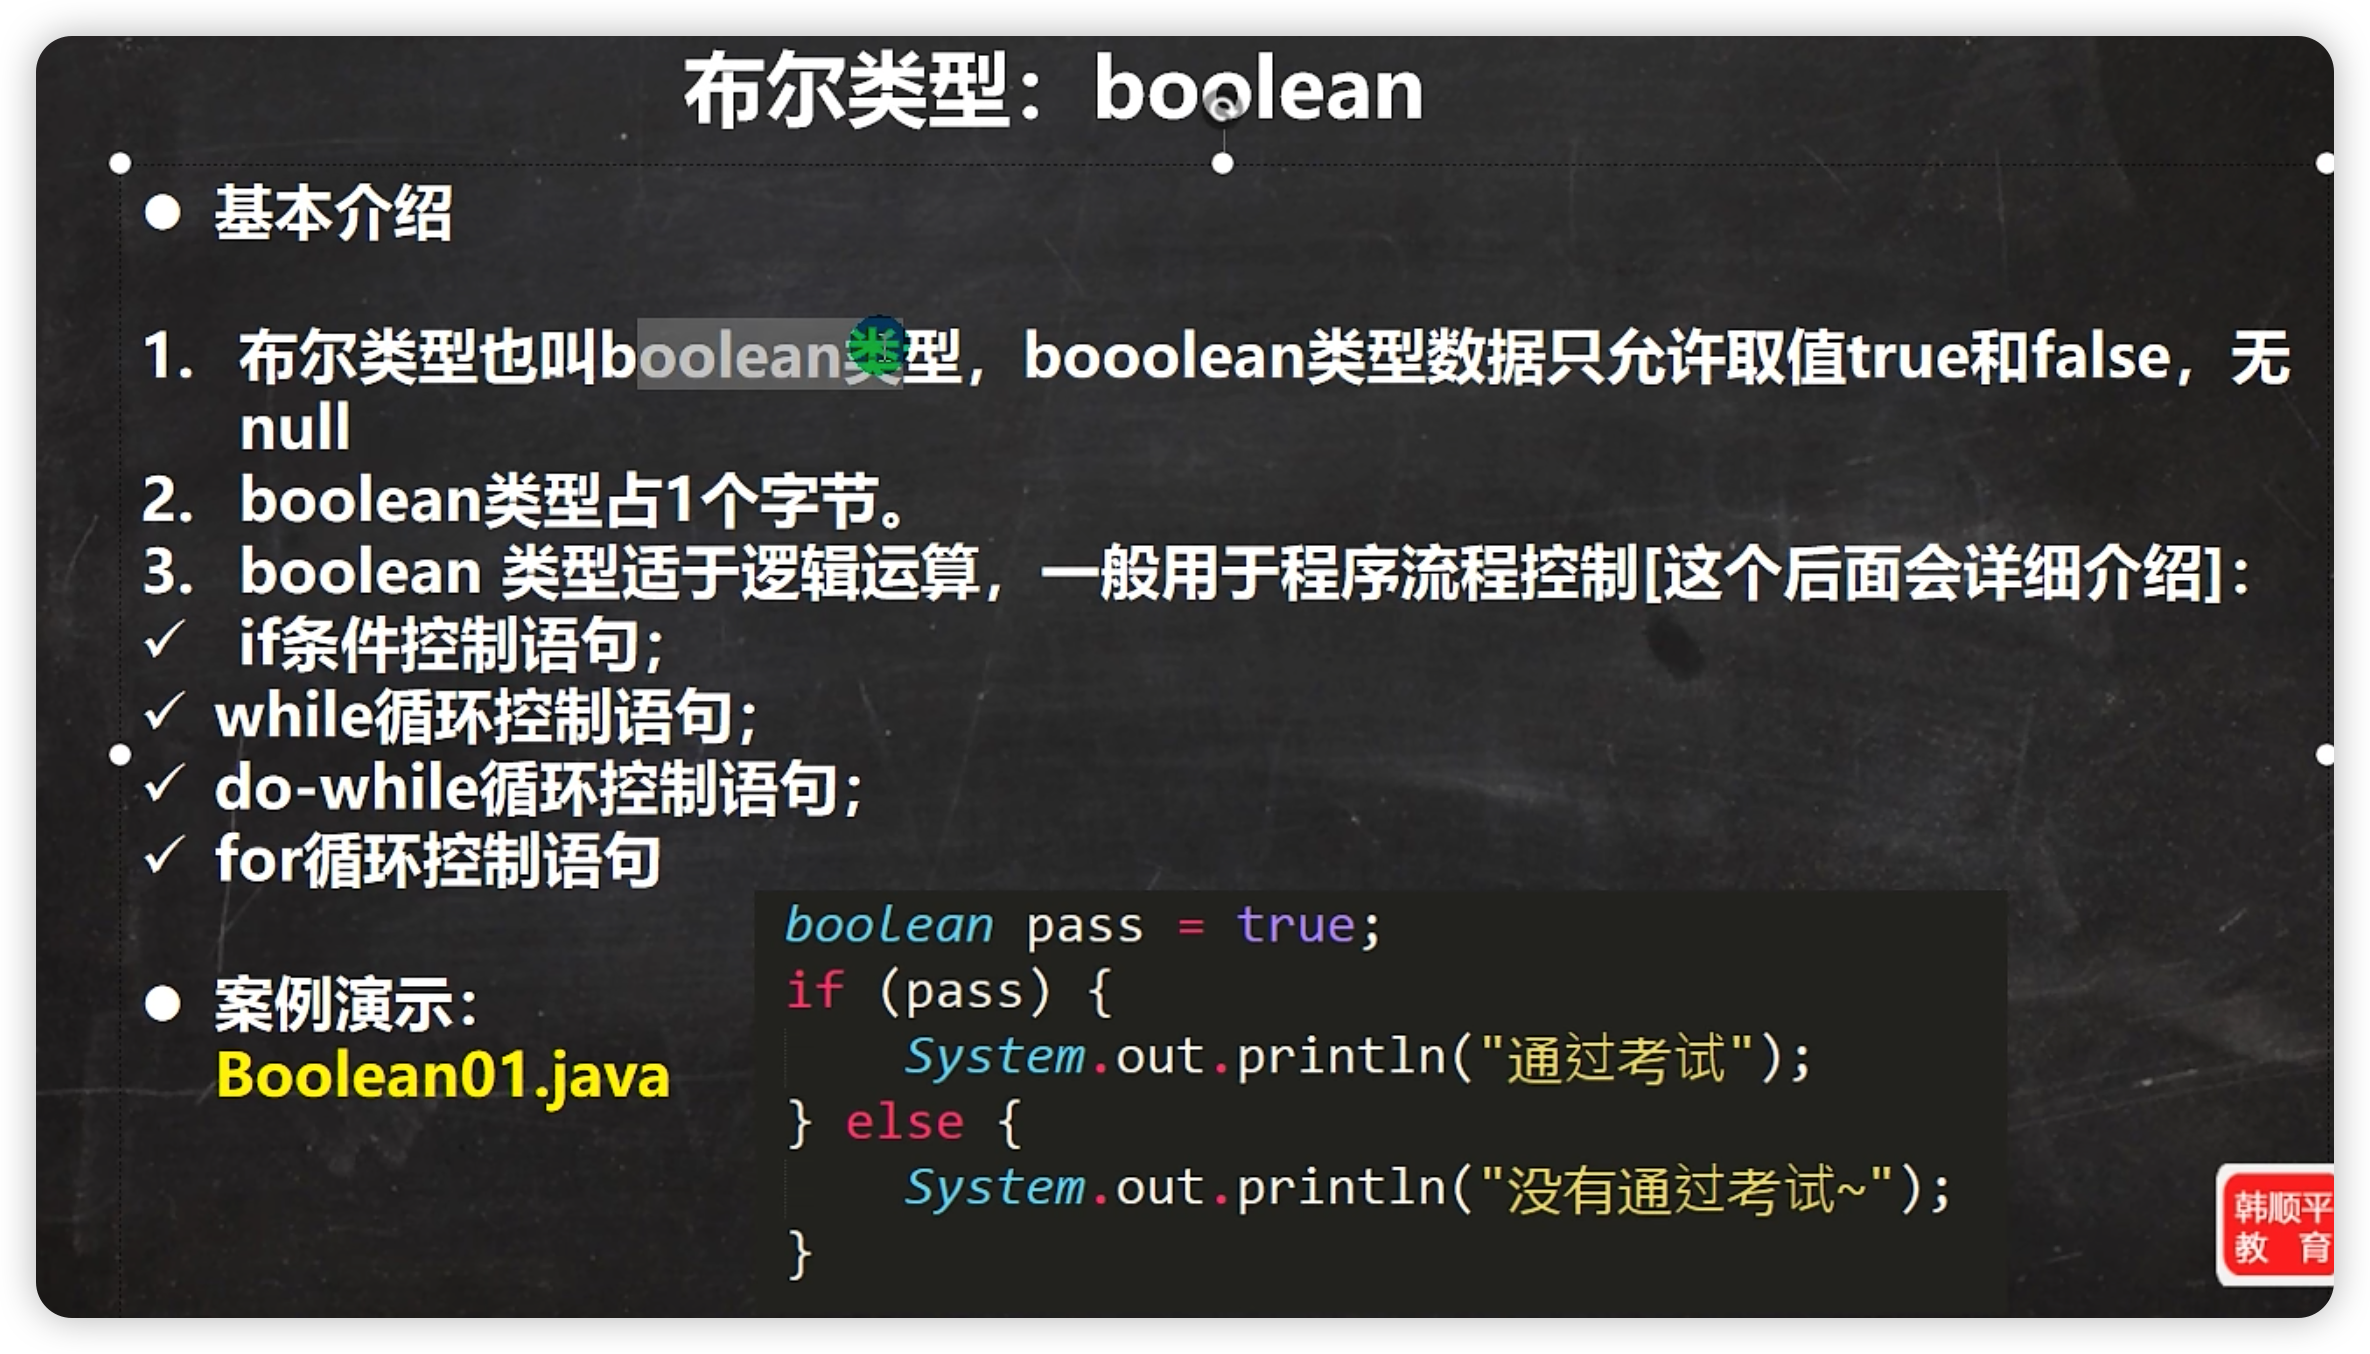 布尔类型：boolean
● 基本介绍
1. 布尔类型也叫boolean类型，booolean类型数据只允许取值true和false，无
null
2. boolean类型占1个字节。
3. boolean 类型适于逻辑运算，一般用于程序流程控制[这个后面会详细介绍]：
✓ if条件控制语句；
✓ while循环控制语句；
✓ do-while循环控制语句；
✓ for循环控制语句
● 案例演示：
Boolean01.java
boolean pass = true;
if (pass) {
System.out.println("通过考试");
} else {
System.out.println("没有通过考试~");
}
韩顺平
教 育